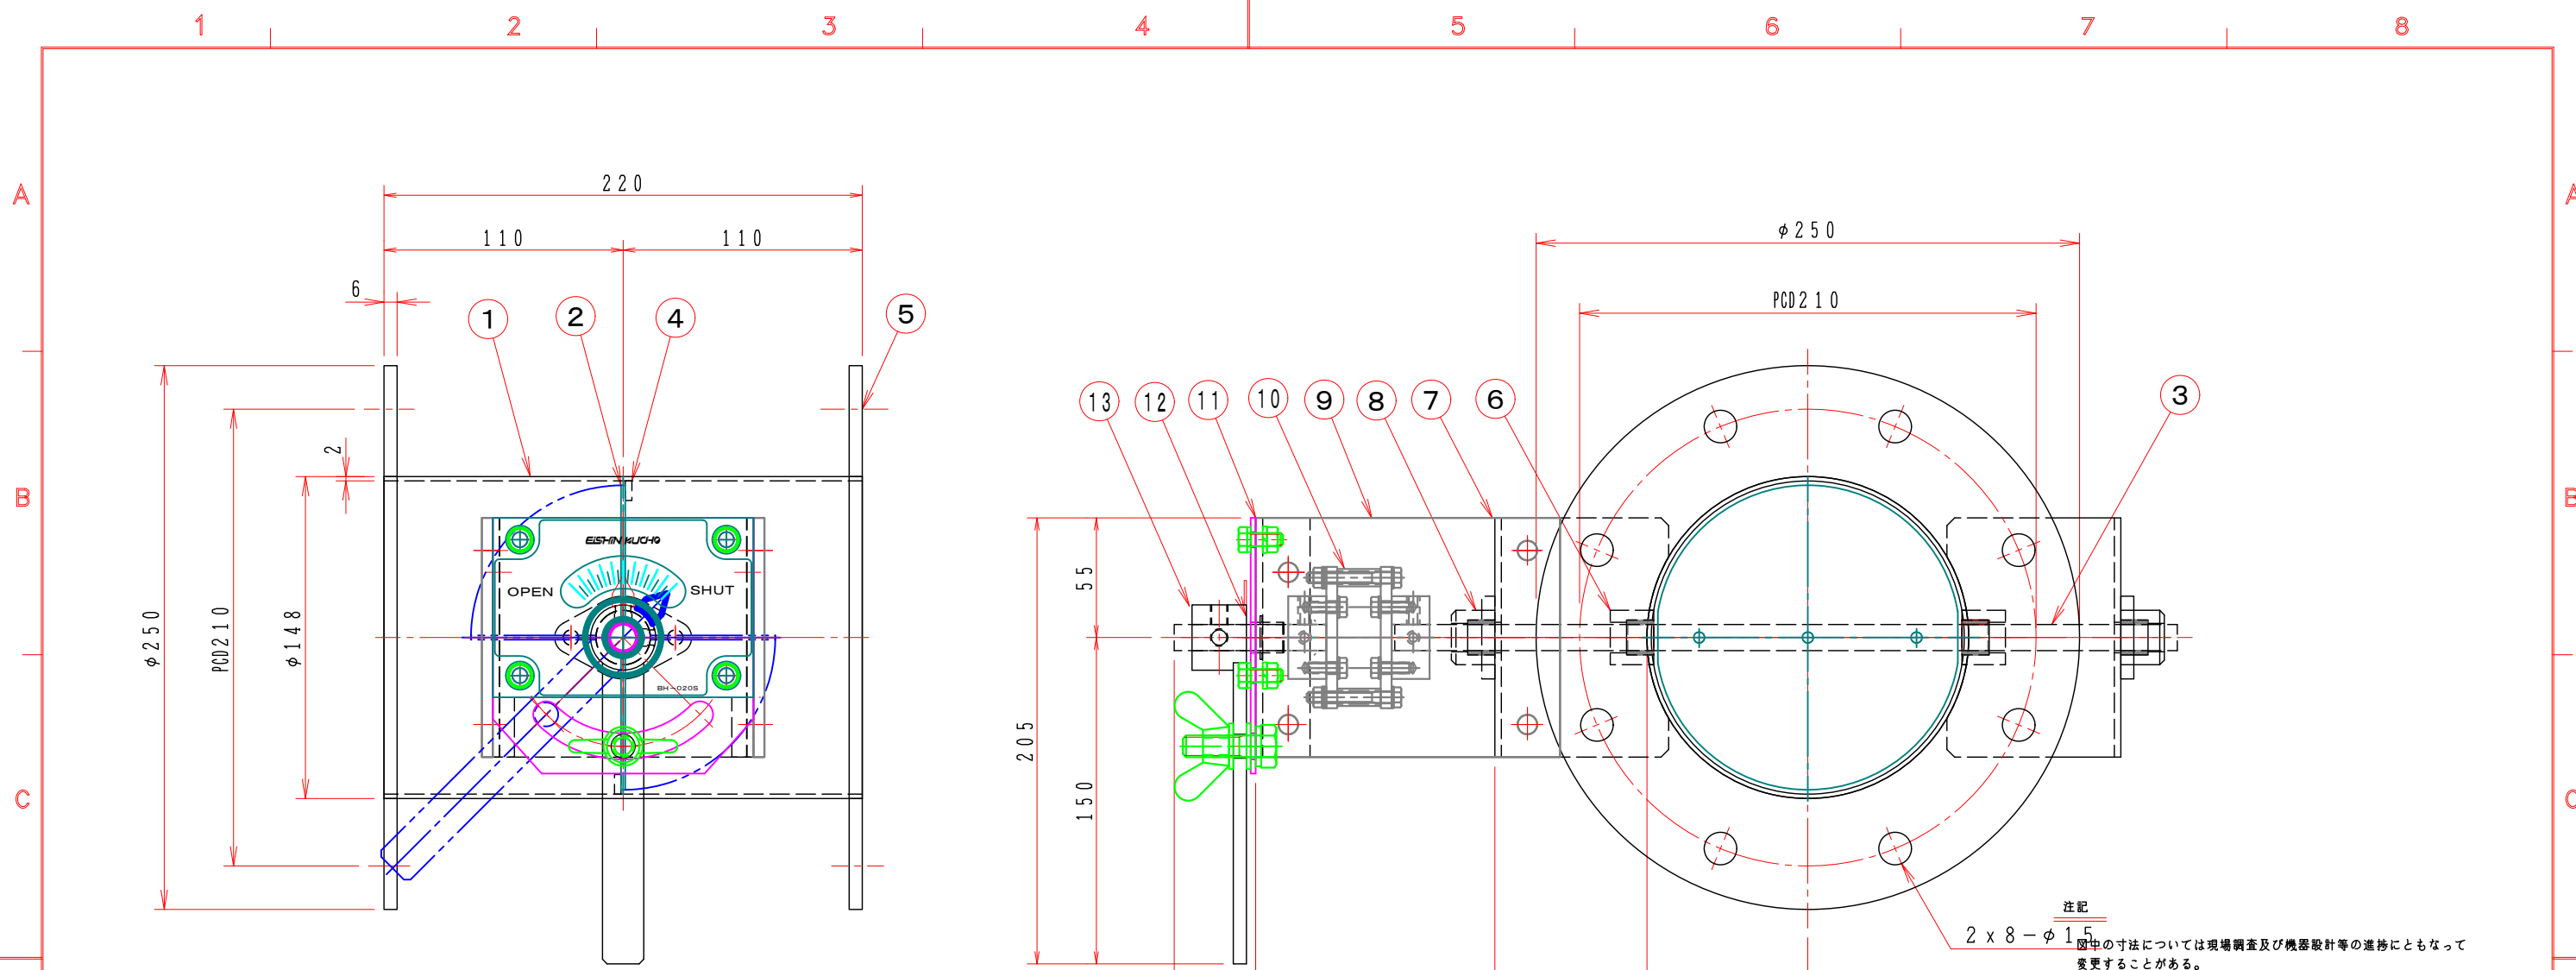 1 2 3 4 5 6 7 8
A A
220
110 110
φ250
6
PCD210
1 2 4 5
13 12 11 10 9 8 7 6 3
2
B B
EISHIN KUCHO
OPEN SHUT
55
φ250
PCD210
φ148
BH-020S
205
150
C C
注記
2x8-φ15
図中の寸法については現場調査及び機器設計等の進捗にともなって
変更することがある。